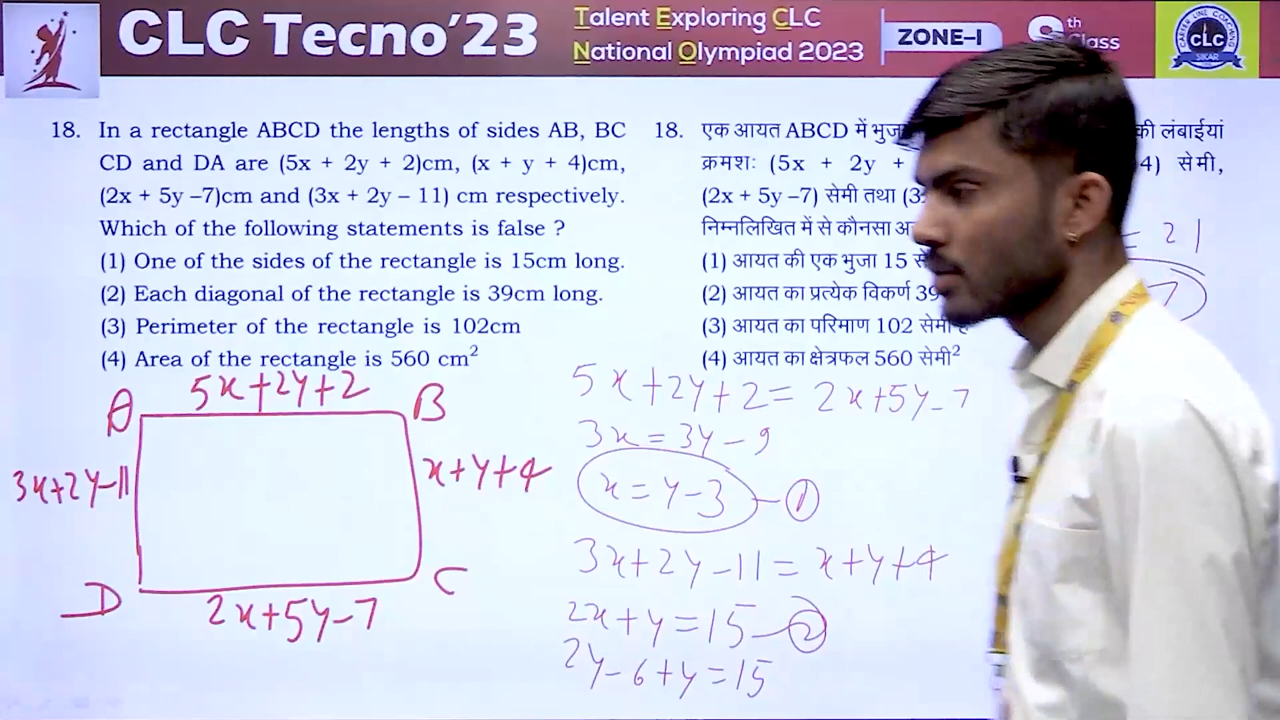 CLC Tecno'23
Talent Exploring CLC
National Olympiad 2023
ZONE–I
th
Class
CLC
SIKAR
18. In a rectangle ABCD the lengths of sides AB, BC
CD and DA are (5x + 2y + 2)cm, (x + y + 4)cm,
(2x + 5y –7)cm and (3x + 2y – 11) cm respectively.
Which of the following statements is false ?
(1) One of the sides of the rectangle is 15cm long.
(2) Each diagonal of the rectangle is 39cm long.
(3) Perimeter of the rectangle is 102cm
(4) Area of the rectangle is 560 cm²
18. एक आयत ABCD में की लंबाईयां
क्रमशः (5x + 2y + 4) सेमी,
(2x + 5y –7) सेमी तथा
निम्नलिखित में से कौनसा
(1) आयत की एक भुजा 15
(2) आयत का प्रत्येक विकर्ण
(3) आयत का परिमाण 102 सेमी
(4) आयत का क्षेत्रफल 560 सेमी²
A 5x+2y+2 B
3x+2y-11
x+y+4
D 2x+5y-7 C
5x+2y+2=2x+5y-7
3x=3y-9
x=y-3 -①
3x+2y-11=x+y+4
2x+y=15-②
2y-6+y=15
= 21
7